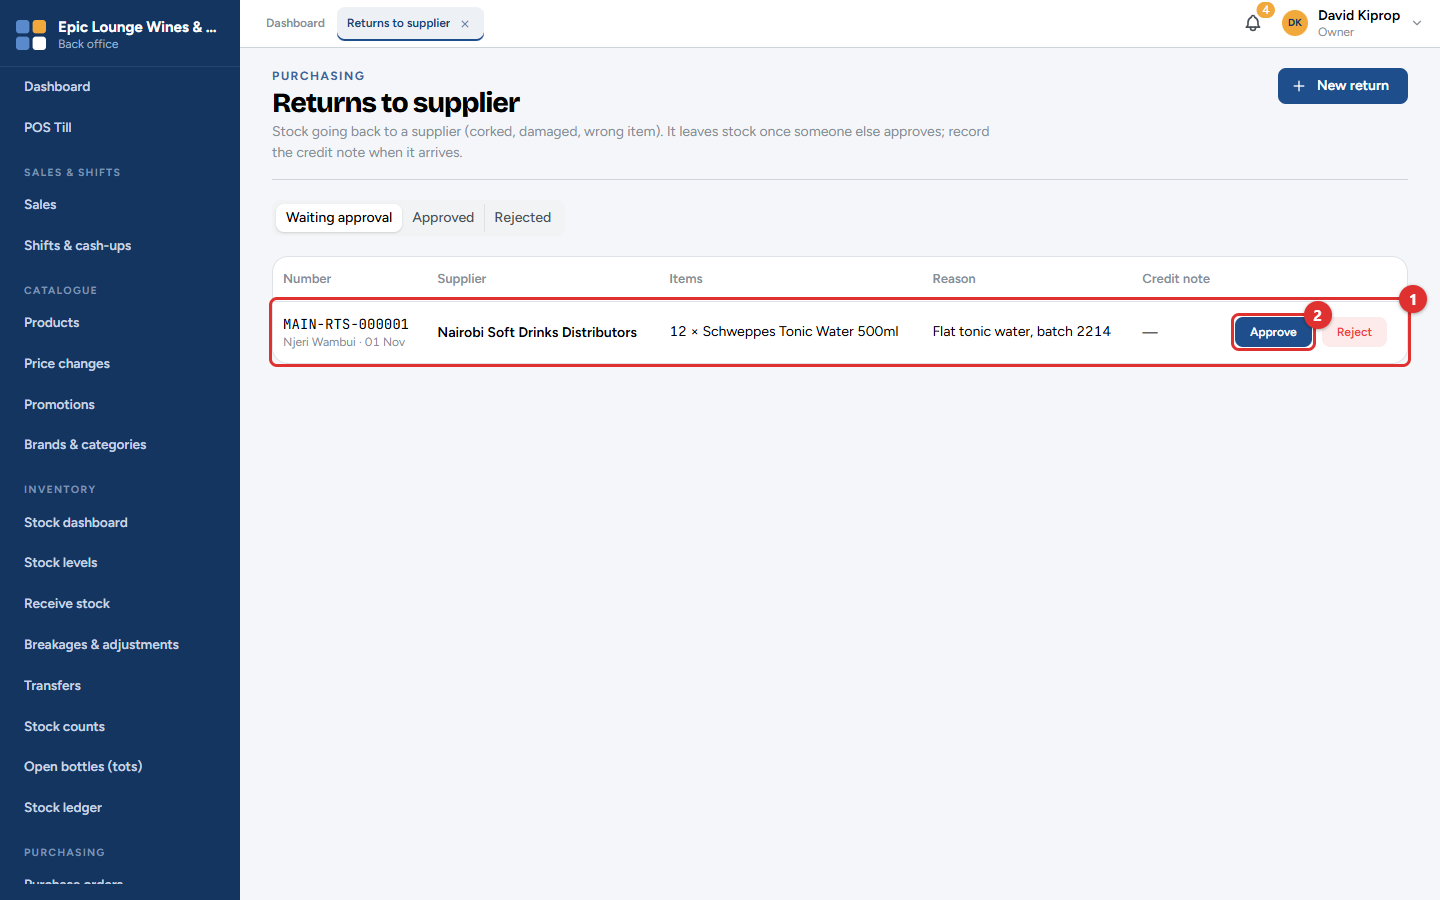 Epic Lounge Wines & ...
Back office
Dashboard
POS Till
SALES & SHIFTS
Sales
Shifts & cash-ups
CATALOGUE
Products
Price changes
Promotions
Brands & categories
INVENTORY
Stock dashboard
Stock levels
Receive stock
Breakages & adjustments
Transfers
Stock counts
Open bottles (tots)
Stock ledger
PURCHASING
Purchase orders
Dashboard
Returns to supplier ×
4
DK
David Kiprop
Owner
PURCHASING
Returns to supplier
Stock going back to a supplier (corked, damaged, wrong item). It leaves stock once someone else approves; record
the credit note when it arrives.
+ New return
Waiting approval Approved Rejected
Number Supplier Items Reason Credit note
1
MAIN-RTS-000001
Njeri Wambui · 01 Nov
Nairobi Soft Drinks Distributors
12 × Schweppes Tonic Water 500ml
Flat tonic water, batch 2214
—
Approve
2
Reject